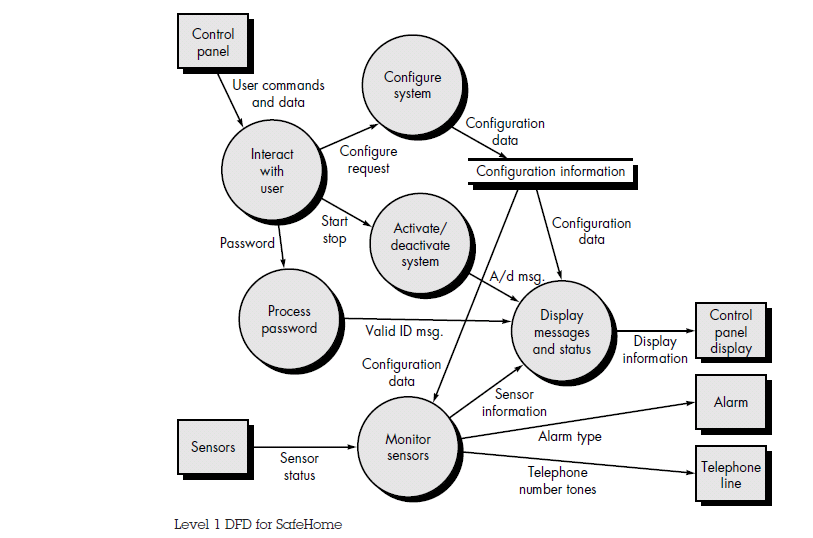 Control
panel
User commands
and data
Configure
system
Configuration
data
Interact
with
user
Configure
request
Configuration information
Start
stop
Activate/
deactivate
system
Configuration
data
Password
A/d msg.
Process
password
Valid ID msg.
Display
messages
and status
Control
panel
display
Display
information
Configuration
data
Sensor
information
Alarm
Sensors
Sensor
status
Monitor
sensors
Alarm type
Telephone
number tones
Telephone
line
Level 1 DFD for SafeHome